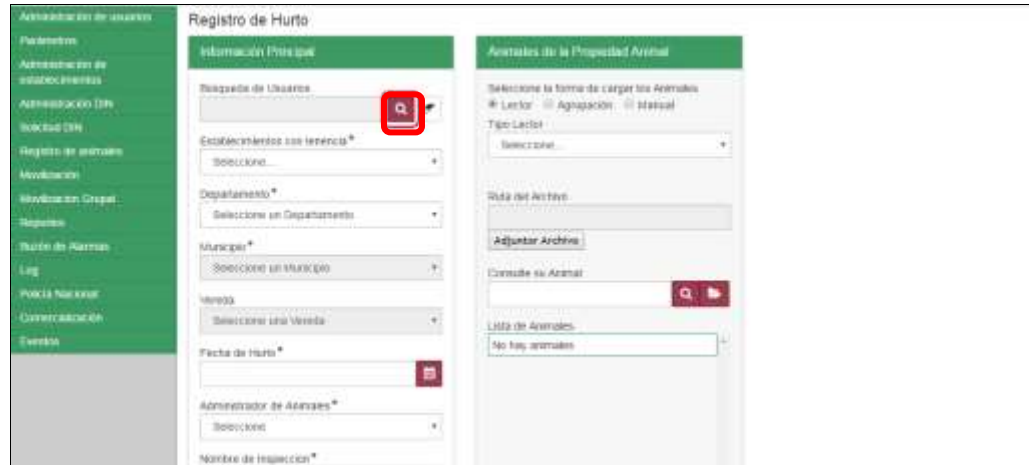 Administración de usuarios
Parámetros
Administración de
establecimientos
Administración DIN
Solicitud DIN
Registro de animales
Movilización
Movilización Grupal
Reportes
Buzón de Alarmas
Log
Policía Nacional
Comercialización
Eventos
Registro de Hurto
Información Principal
Búsqueda de Usuarios
Establecimientos con tenencia*
Seleccione...
Departamento*
Seleccione un Departamento
Municipio*
Seleccione un Municipio
Vereda
Seleccione una Vereda
Fecha de Hurto*
Administrador de Animales*
Seleccione
Nombre de Inspección*
Animales de la Propiedad Animal
Seleccione la forma de cargar los Animales
Lector Agrupación Manual
Tipo Lector
Seleccione...
Ruta del Archivo
Adjuntar Archivo
Consulte su Animal
Lista de Animales
No hay animales